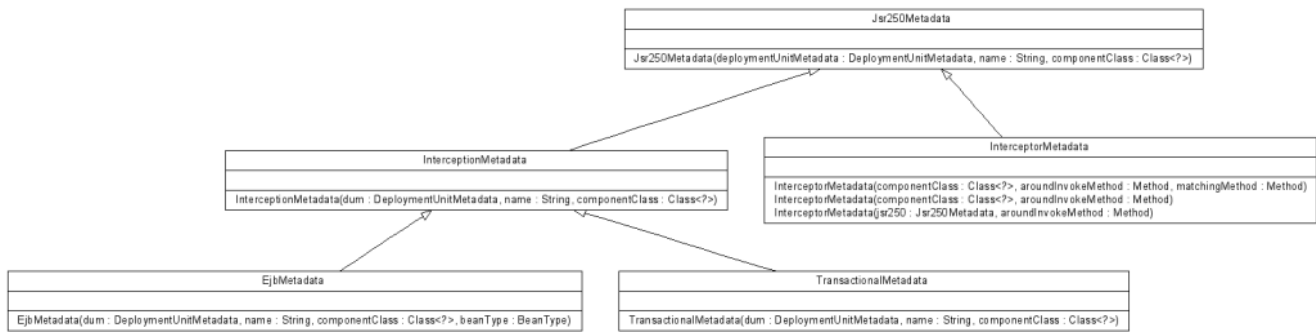 Jsr250Metadata
Jsr250Metadata(deploymentUnitMetadata : DeploymentUnitMetadata, name : String, componentClass : Class<?>)
InterceptionMetadata
InterceptionMetadata(dum : DeploymentUnitMetadata, name : String, componentClass : Class<?>)
InterceptorMetadata
InterceptorMetadata(componentClass : Class<?>, aroundInvokeMethod : Method, matchingMethod : Method)
InterceptorMetadata(componentClass : Class<?>, aroundInvokeMethod : Method)
InterceptorMetadata(jsr250 : Jsr250Metadata, aroundInvokeMethod : Method)
EjbMetadata
EjbMetadata(dum : DeploymentUnitMetadata, name : String, componentClass : Class<?>, beanType : BeanType)
TransactionalMetadata
TransactionalMetadata(dum : DeploymentUnitMetadata, name : String, componentClass : Class<?>)